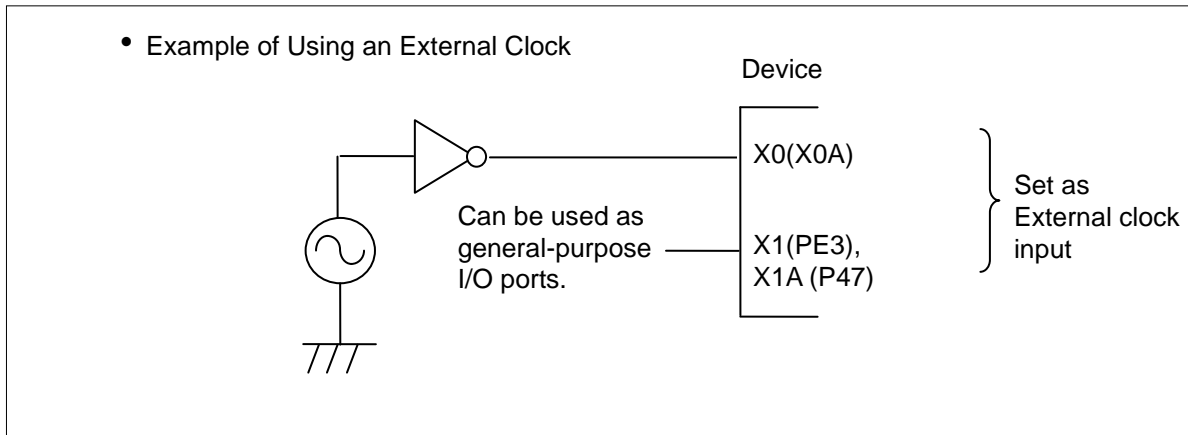 • Example of Using an External Clock
Device
X0(X0A)
Can be used as
general-purpose
I/O ports.
X1(PE3),
X1A (P47)
Set as
External clock
input